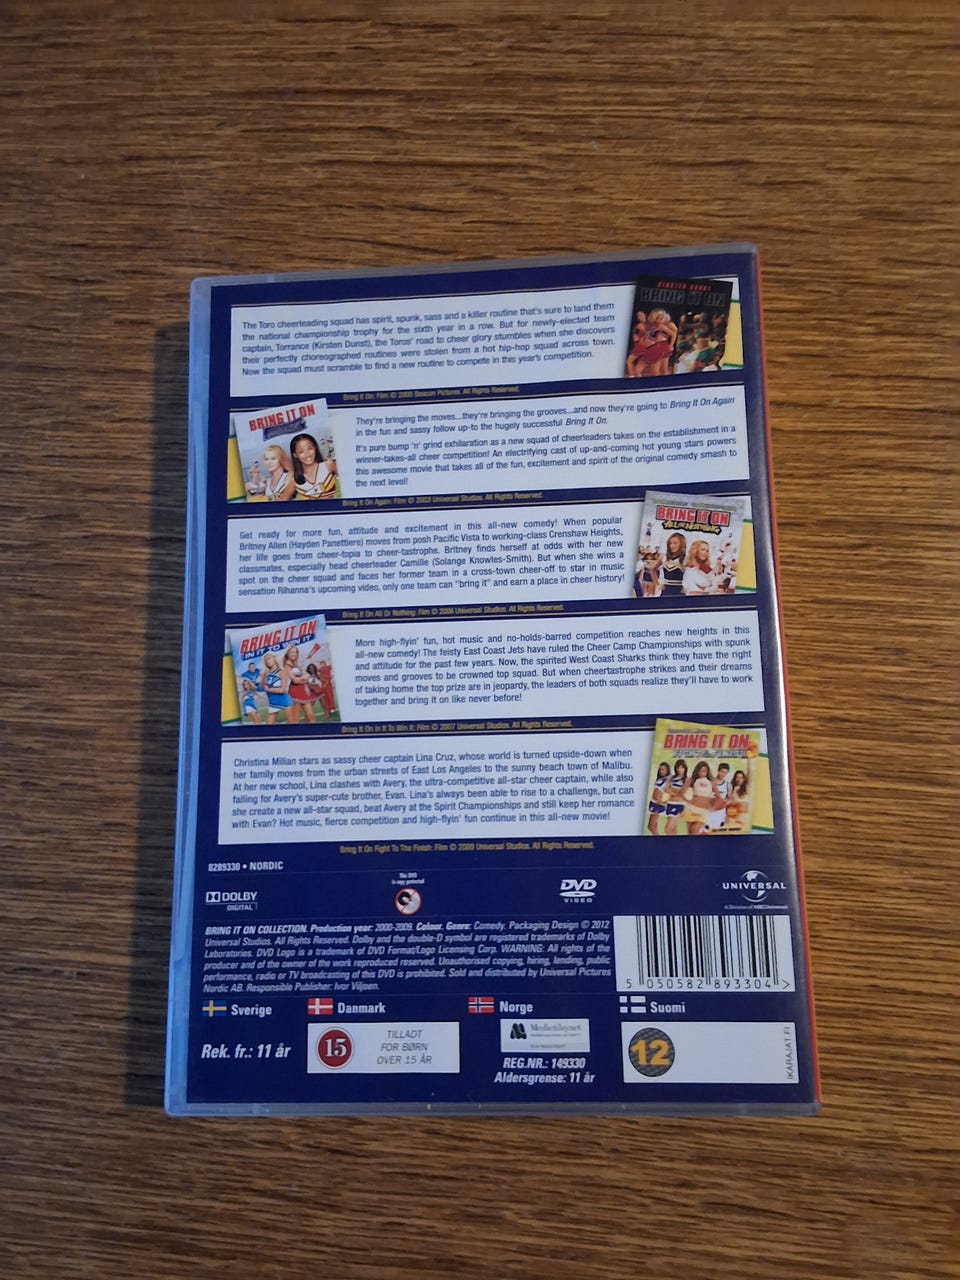 The Toro cheerleading squad has spirit, spunk, sass and a killer routine that's sure to land them
the national championship trophy for the sixth year in a row. But for newly-elected team
captain, Torrance (Kirsten Dunst), the Toros' road to cheer glory stumbles when she discovers
their perfectly choreographed routines were stolen from a hot hip-hop squad across town.
Now the squad must scramble to find a new routine to compete in this year's competition.
KIRSTEN DUNST
BRING IT ON
Bring It On: Film © 2000 Beacon Pictures. All Rights Reserved.
BRING IT ON
They're bringing the moves...they're bringing the grooves...and now they're going to Bring It On Again
in the fun and sassy follow up-to the hugely successful Bring It On.
It's pure bump 'n' grind exhilaration as a new squad of cheerleaders takes on the establishment in a
winner-takes-all cheer competition! An electrifying cast of up-and-coming hot young stars powers
this awesome movie that takes all of the fun, excitement and spirit of the original comedy smash to
the next level!
Bring It On Again: Film © 2003 Universal Studios. All Rights Reserved.
Get ready for more fun, attitude and excitement in this all-new comedy! When popular
Britney Allen (Hayden Panettiere) moves from posh Pacific Vista to working-class Crenshaw Heights,
her life goes from cheer-topia to cheer-tastrophe. Britney finds herself at odds with her new
classmates, especially head cheerleader Camille (Solange Knowles-Smith). But when she wins a
spot on the cheer squad and faces her former team in a cross-town cheer-off to star in music
sensation Rihanna's upcoming video, only one team can "bring it" and earn a place in cheer history!
BRING IT ON
ALL OR NOTHING
Bring It On All Or Nothing: Film © 2006 Universal Studios. All Rights Reserved.
BRING IT ON
IN IT TO WIN IT
More high-flyin' fun, hot music and no-holds-barred competition reaches new heights in this
all-new comedy! The feisty East Coast Jets have ruled the Cheer Camp Championships with spunk
and attitude for the past few years. Now, the spirited West Coast Sharks think they have the right
moves and grooves to be crowned top squad. But when cheertastrophe strikes and their dreams
of taking home the top prize are in jeopardy, the leaders of both squads realize they'll have to work
together and bring it on like never before!
Bring It On In It To Win It: Film © 2007 Universal Studios. All Rights Reserved.
Christina Milian stars as sassy cheer captain Lina Cruz, whose world is turned upside-down when
her family moves from the urban streets of East Los Angeles to the sunny beach town of Malibu.
At her new school, Lina clashes with Avery, the ultra-competitive all-star cheer captain, while also
falling for Avery's super-cute brother, Evan. Lina's always been able to rise to a challenge, but can
she create a new all-star squad, beat Avery at the Spirit Championships and still keep her romance
with Evan? Hot music, fierce competition and high-flyin' fun continue in this all-new movie!
BRING IT ON
FIGHT TO THE FINISH
Bring It On Fight To The Finish: Film © 2009 Universal Studios. All Rights Reserved.
8289330 • NORDIC
DOLBY
DIGITAL
This DVD
is copy protected
DVD
VIDEO
UNIVERSAL
A Division of NBCUniversal
BRING IT ON COLLECTION. Production year: 2000-2009. Colour. Genre: Comedy. Packaging Design © 2012
Universal Studios. All Rights Reserved. Dolby and the double-D symbol are registered trademarks of Dolby
Laboratories. DVD Logo is a trademark of DVD Format/Logo Licensing Corp. WARNING: All rights of the
producer and of the owner of the work reproduced reserved. Unauthorised copying, hiring, lending, public
performance, radio or TV broadcasting of this DVD is prohibited. Sold and distributed by Universal Pictures
Nordic AB. Responsible Publisher: Ivor Viljoen.
5 050582 893304 >
Sverige
Danmark
Norge
Suomi
Rek. fr.: 11 år
15
TILLADT
FOR BØRN
OVER 15 ÅR
Medietilsynet
REG.NR.: 149330
Aldersgrense: 11 år
12
IKARAJAT.FI